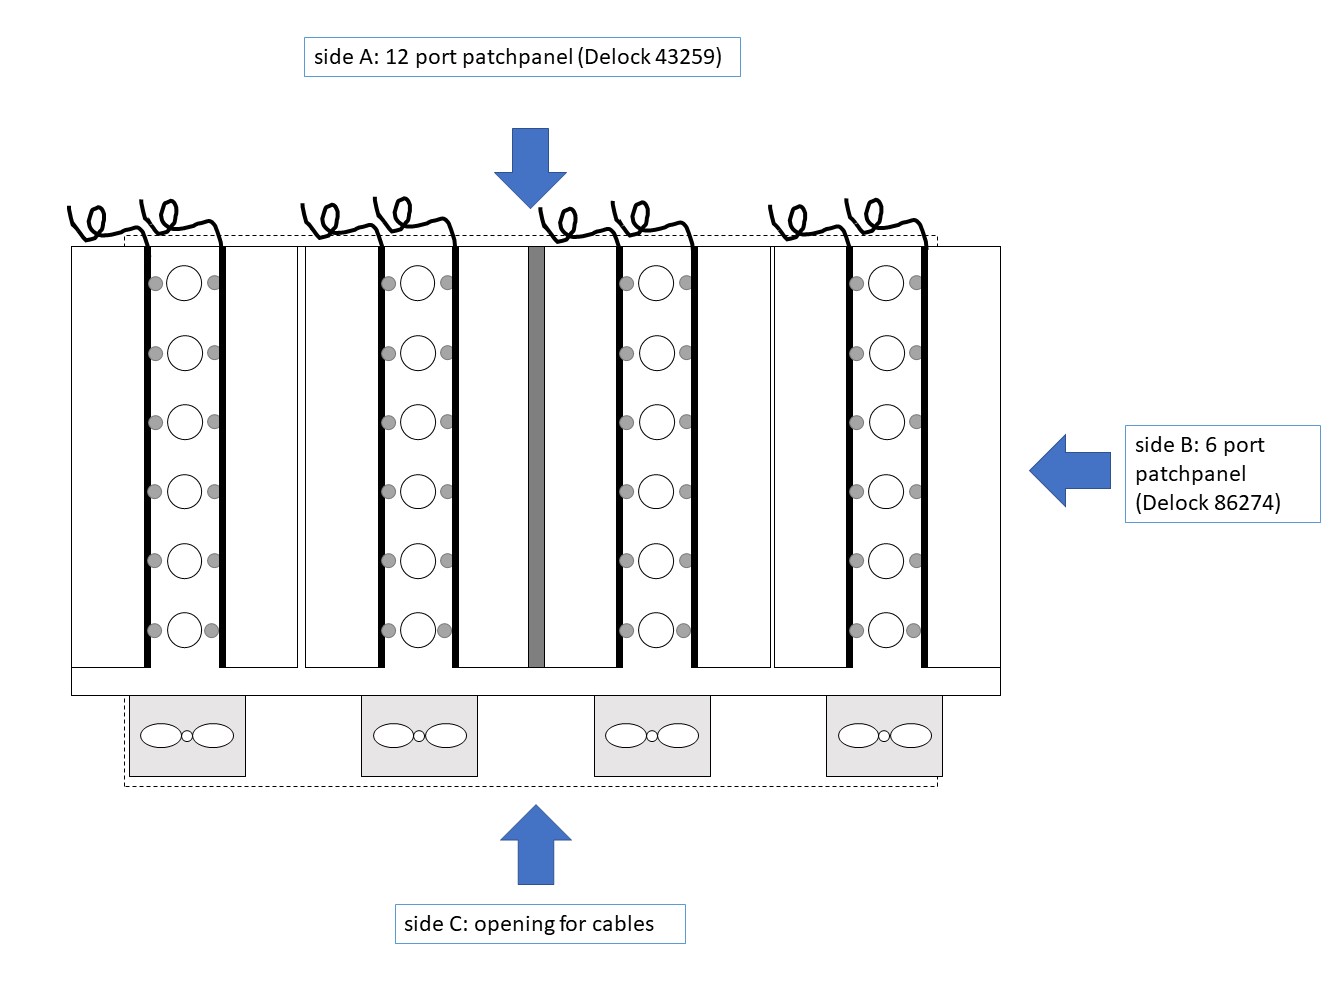 side A: 12 port patchpanel (Delock 43259)
side B: 6 port
patchpanel
(Delock 86274)
side C: opening for cables